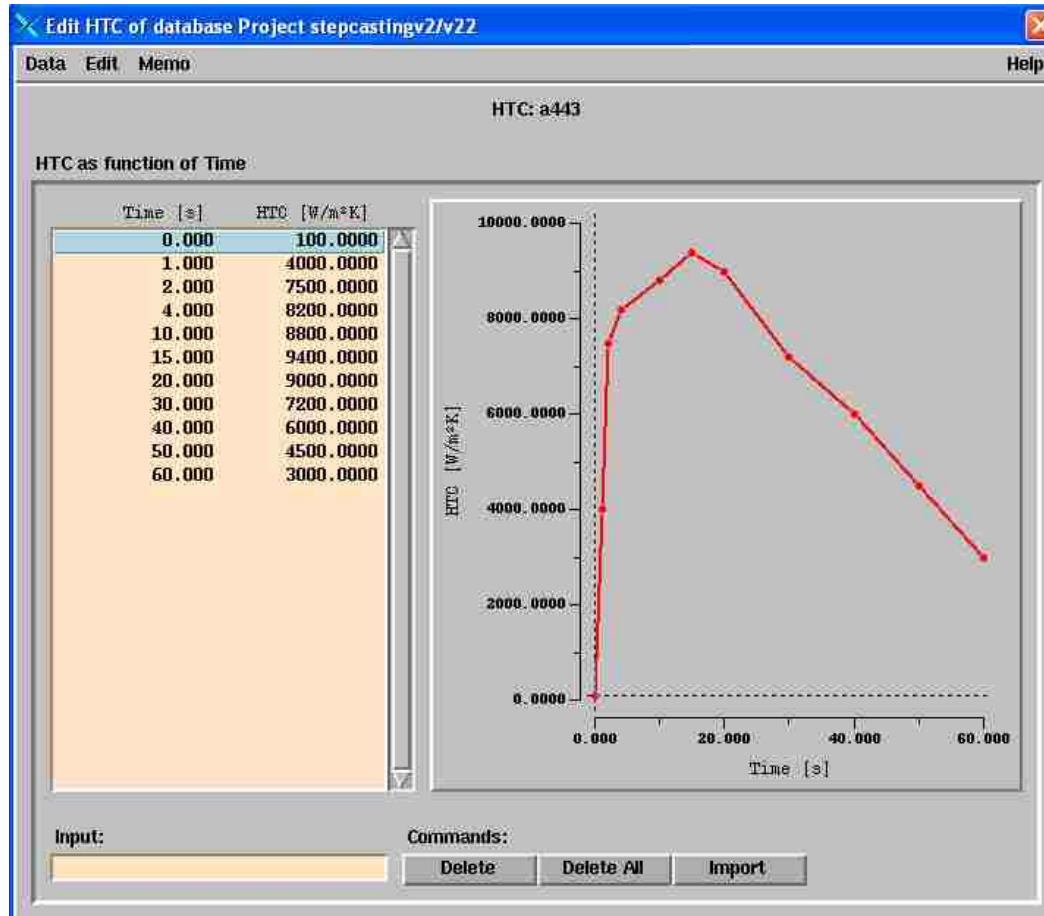 Edit HTC of database Project stepcastingv2/v22
Data Edit Memo Help
HTC: a443
HTC as function of Time
Time [s] HTC [W/m²K]
0.000 100.0000
1.000 4000.0000
2.000 7500.0000
4.000 8200.0000
10.000 8800.0000
15.000 9400.0000
20.000 9000.0000
30.000 7200.0000
40.000 6000.0000
50.000 4500.0000
60.000 3000.0000
10000.0000
8000.0000
6000.0000
4000.0000
2000.0000
0.0000
HTC [W/m²K]
0.000 20.000 40.000 60.000
Time [s]
Input: Commands:
Delete Delete All Import